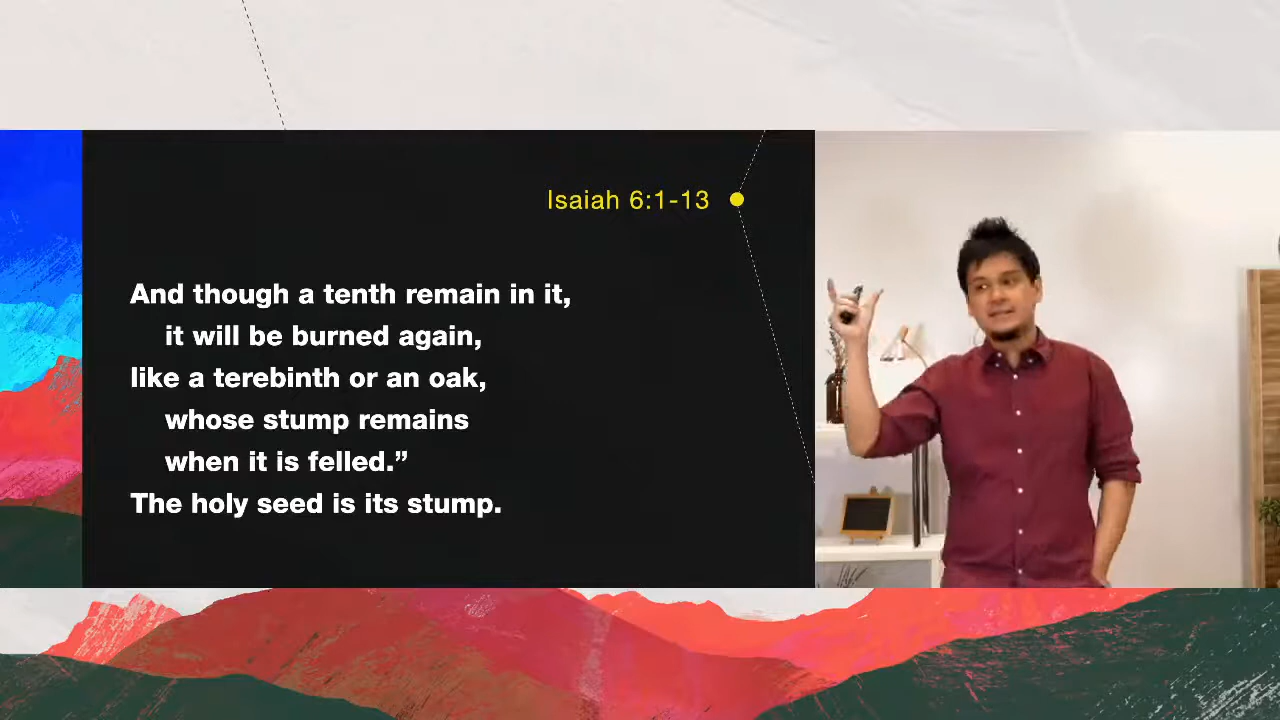 Isaiah 6:1-13
And though a tenth remain in it,
it will be burned again,
like a terebinth or an oak,
whose stump remains
when it is felled.”
The holy seed is its stump.